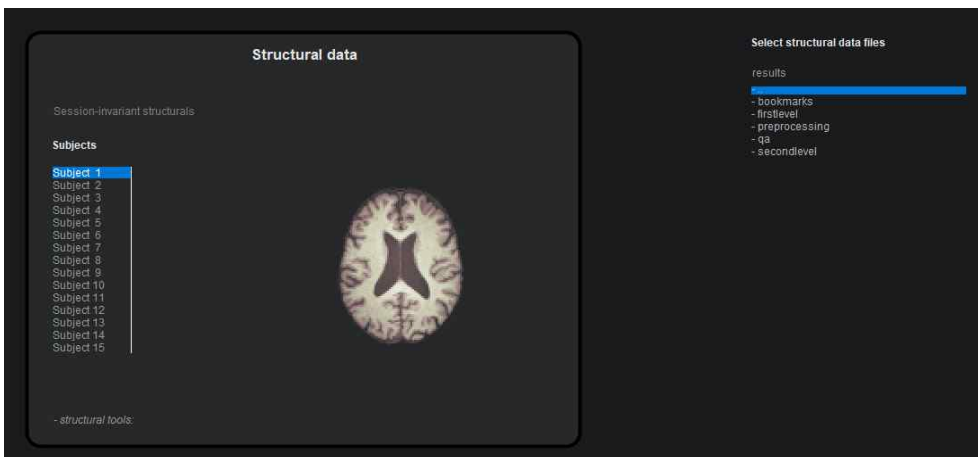 Structural data
Session-invariant structurals
Subjects
Subject 1
Subject 2
Subject 3
Subject 4
Subject 5
Subject 6
Subject 7
Subject 8
Subject 9
Subject 10
Subject 11
Subject 12
Subject 13
Subject 14
Subject 15
- structural tools:
Select structural data files
results
- ..
- bookmarks
- firstlevel
- preprocessing
- qa
- secondlevel